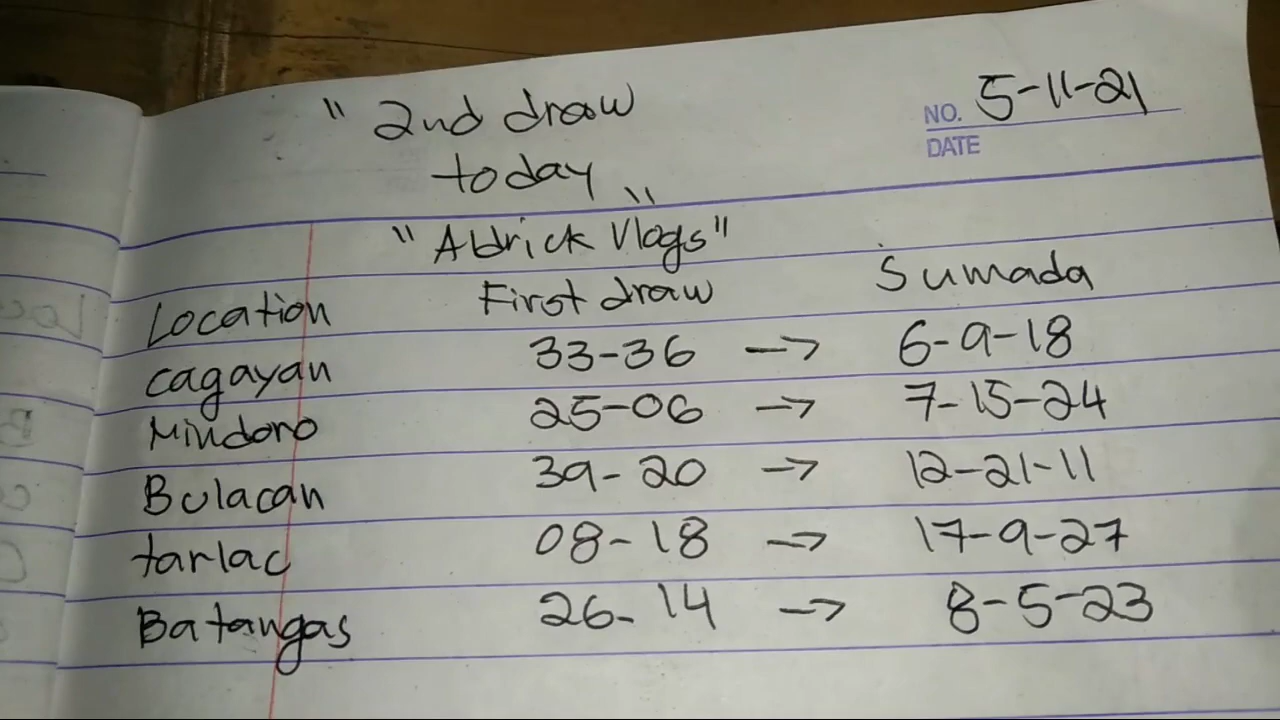 "2nd draw
today"
NO. 5-11-21
DATE
"Aldrick Vlogs"
Location First draw Sumada
cagayan 33-36 → 6-9-18
Mindoro 25-06 → 7-15-24
Bulacan 39-20 → 12-21-11
tarlac 08-18 → 17-9-27
Batangas 26-14 → 8-5-23